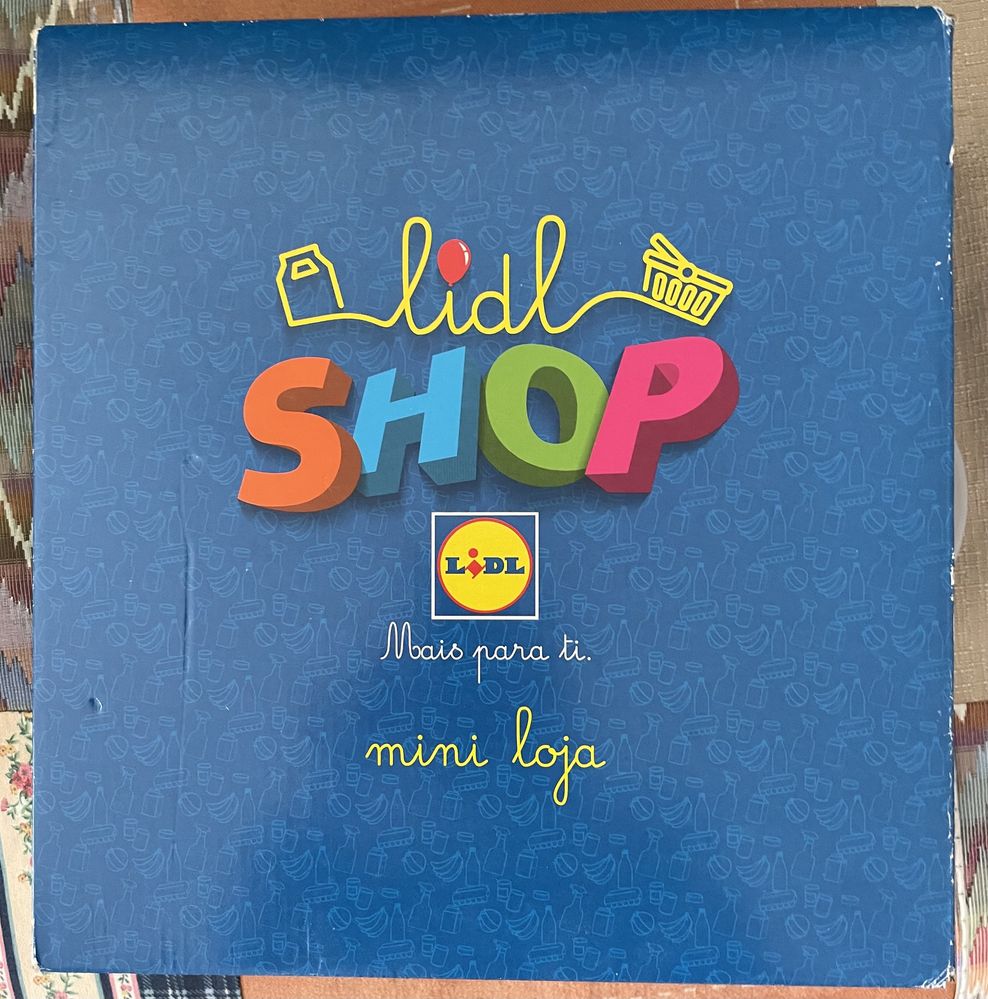 lidl
SHOP
LIDL
Mais para ti.
mini loja